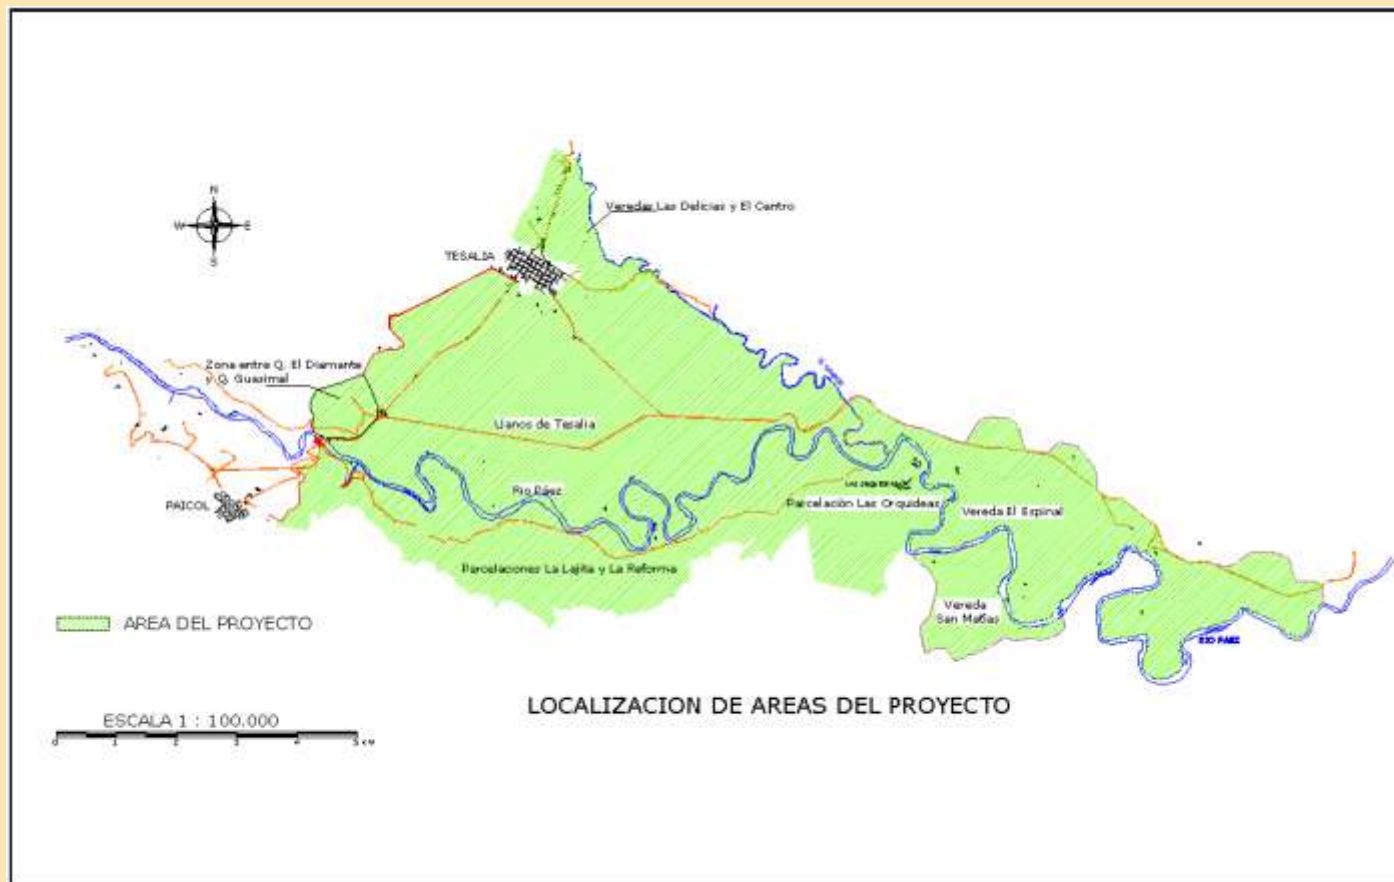 N
W E
S
Veredas Las Delicias y El Centro
TESALIA
Zona entre Q. El Diamante
y Q. Guasimal
Llanos de Tesalia
PAICOL
Rio Páez
Parcelación Las Orquideas
Vereda El Espinal
Parcelaciones La Lajita y La Reforma
Vereda
San Matias
RIO PAEZ
AREA DEL PROYECTO
LOCALIZACION DE AREAS DEL PROYECTO
ESCALA 1 : 100.000
0 1 2 3 4 5